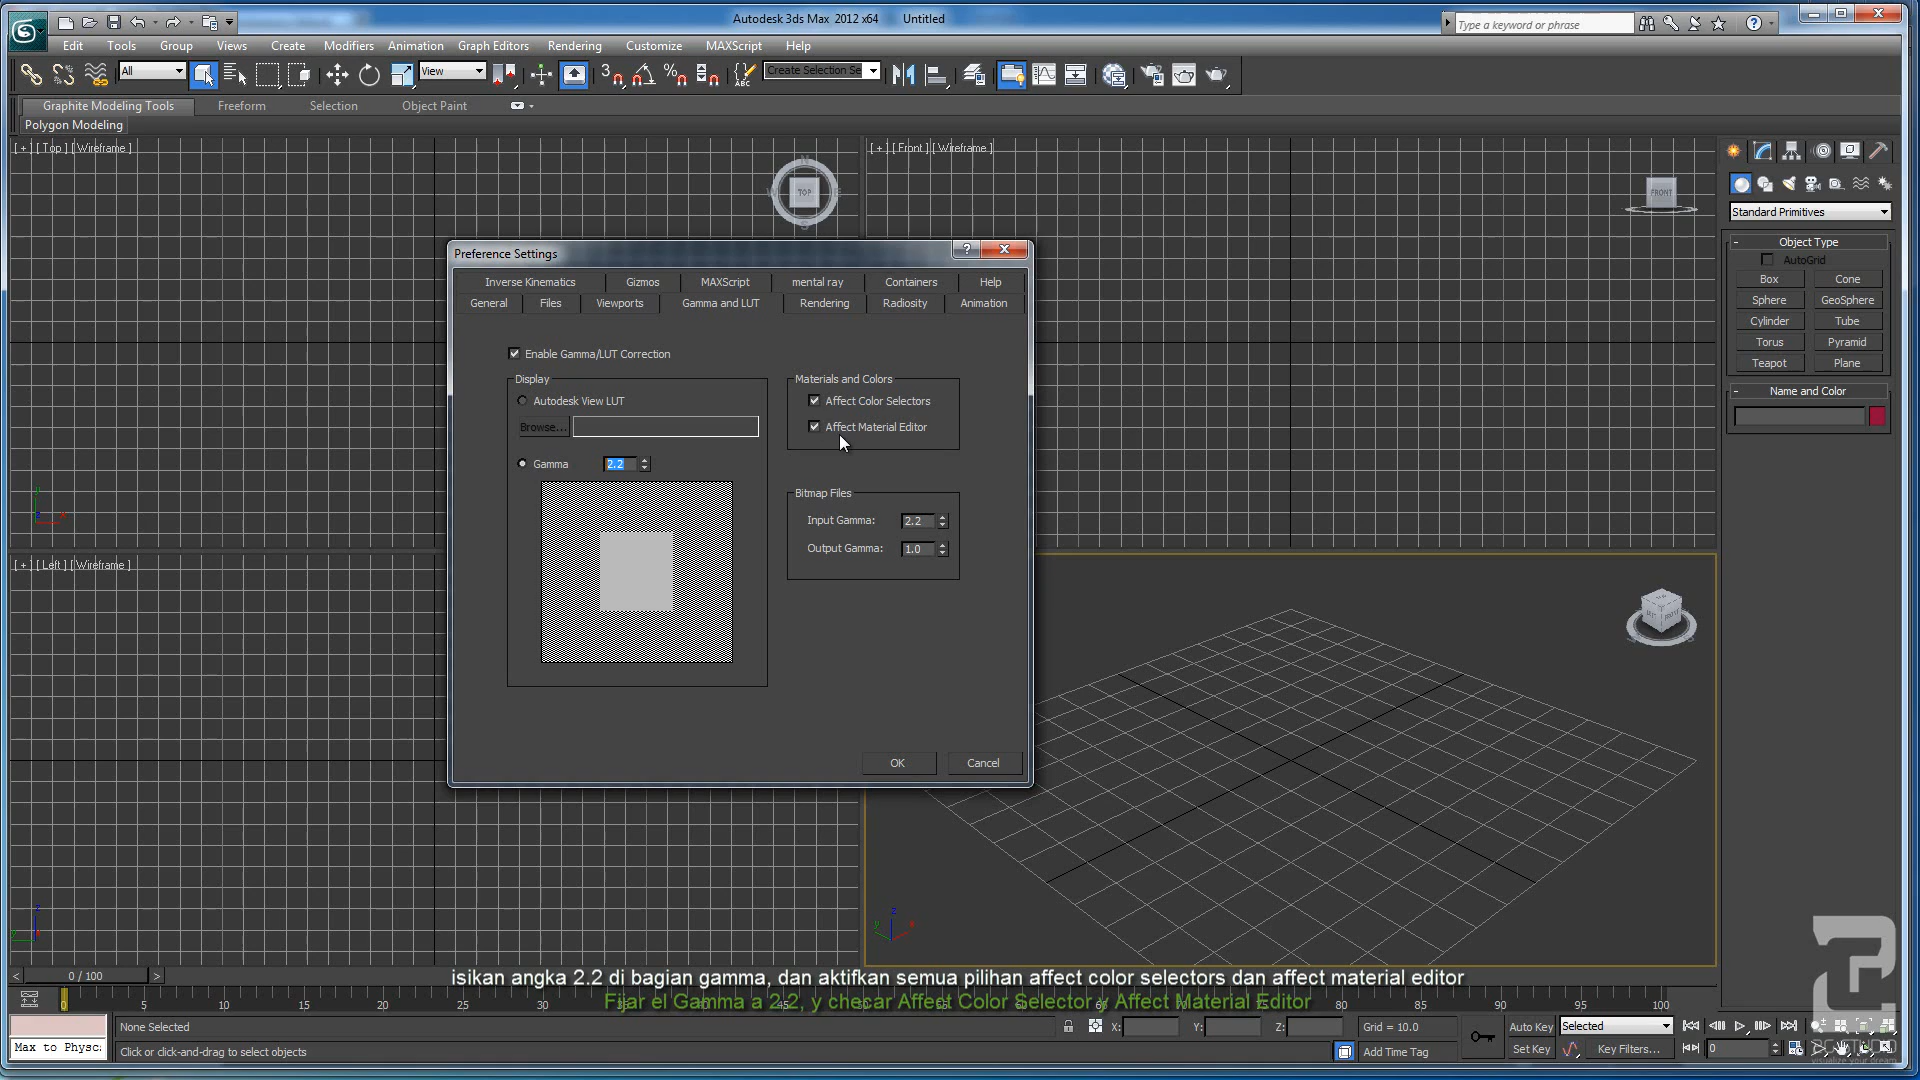 Autodesk 3ds Max 2012 x64 Untitled
Type a keyword or phrase
Edit Tools Group Views Create Modifiers Animation Graph Editors Rendering Customize MAXScript Help
All View Create Selection Se
Graphite Modeling Tools Freeform Selection Object Paint
Polygon Modeling
[ + ] [ Top ] [ Wireframe ]
TOP
[ + ] [ Front ] [ Wireframe ]
FRONT
Standard Primitives
- Object Type
AutoGrid
Box Cone
Sphere GeoSphere
Cylinder Tube
Torus Pyramid
Teapot Plane
- Name and Color
Preference Settings
Inverse Kinematics Gizmos MAXScript mental ray Containers Help
General Files Viewports Gamma and LUT Rendering Radiosity Animation
Enable Gamma/LUT Correction
Display
Autodesk View LUT
Browse...
Gamma 2.2
Materials and Colors
Affect Color Selectors
Affect Material Editor
Bitmap Files
Input Gamma: 2.2
Output Gamma: 1.0
OK Cancel
[ + ] [ Left ] [ Wireframe ]
0 / 100
isikan angka 2.2 di bagian gamma, dan aktifkan semua pilihan affect color selectors dan affect material editor
Fijar el Gamma a 2.2, y checar Affect Color Selector y Affect Material Editor
0 5 10 15 20 25 30 80 85 90 95 100
None Selected X: Y: Z: Grid = 10.0 Auto Key Selected
Max to Physc: Click or click-and-drag to select objects Add Time Tag Set Key Key Filters... 0